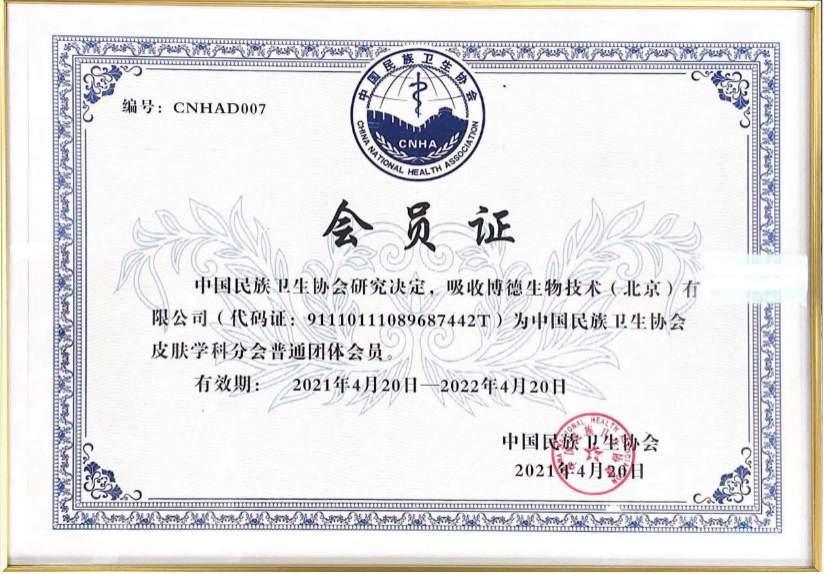 中国民族卫生协会
CNHA
CHINA NATIONAL HEALTH ASSOCIATION
编号：CNHAD007
会员证
中国民族卫生协会研究决定，吸收博德生物技术（北京）有
限公司（代码证：91110111089687442T）为中国民族卫生协会
皮肤学科分会普通团体会员。
有效期： 2021年4月20日—2022年4月20日
中国民族卫生协会
2021年4月20日